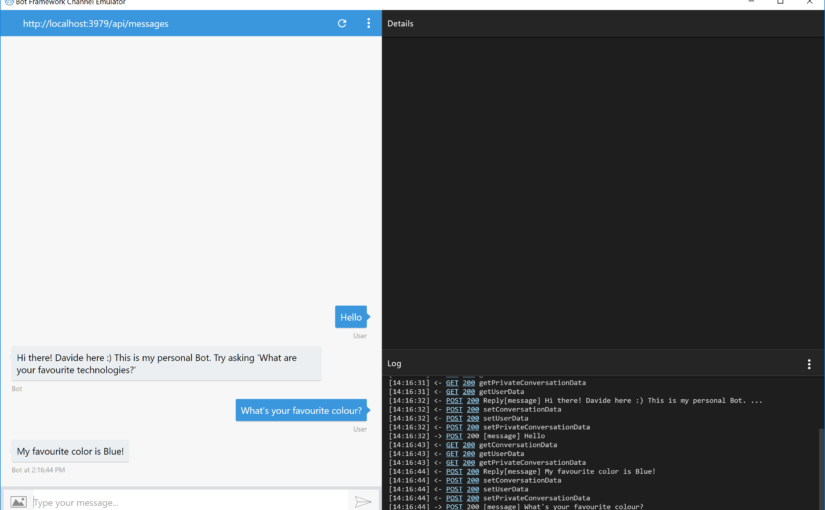 Bot Framework Channel Emulator
http://localhost:3979/api/messages
Details
Hello
User
Hi there! Davide here :) This is my personal Bot. Try asking 'What are
your favourite technologies?'
Bot
What's your favourite colour?
User
My favourite color is Blue!
Bot at 2:16:44 PM
Type your message...
Log
[14:16:31] <- GET 200 getPrivateConversationData
[14:16:31] <- GET 200 getUserData
[14:16:32] <- POST 200 Reply[message] Hi there! Davide here :) This is my personal Bot. ...
[14:16:32] <- POST 200 setConversationData
[14:16:32] <- POST 200 setUserData
[14:16:32] <- POST 200 setPrivateConversationData
[14:16:32] -> POST 200 [message] Hello
[14:16:43] <- GET 200 getConversationData
[14:16:43] <- GET 200 getUserData
[14:16:43] <- GET 200 getPrivateConversationData
[14:16:44] <- POST 200 Reply[message] My favourite color is Blue!
[14:16:44] <- POST 200 setConversationData
[14:16:44] <- POST 200 setUserData
[14:16:44] <- POST 200 setPrivateConversationData
[14:16:44] -> POST 200 [message] What's your favourite colour?